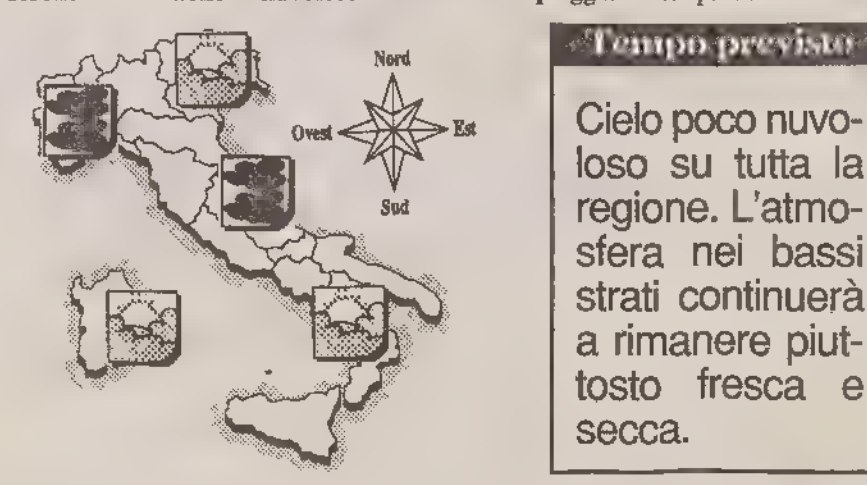 Nord
Ovest
Est
Sud
Tempo previsto
Cielo poco nuvo-
loso su tutta la
regione. L'atmo-
sfera nei bassi
strati continuerà
a rimanere piut-
tosto fresca e
secca.